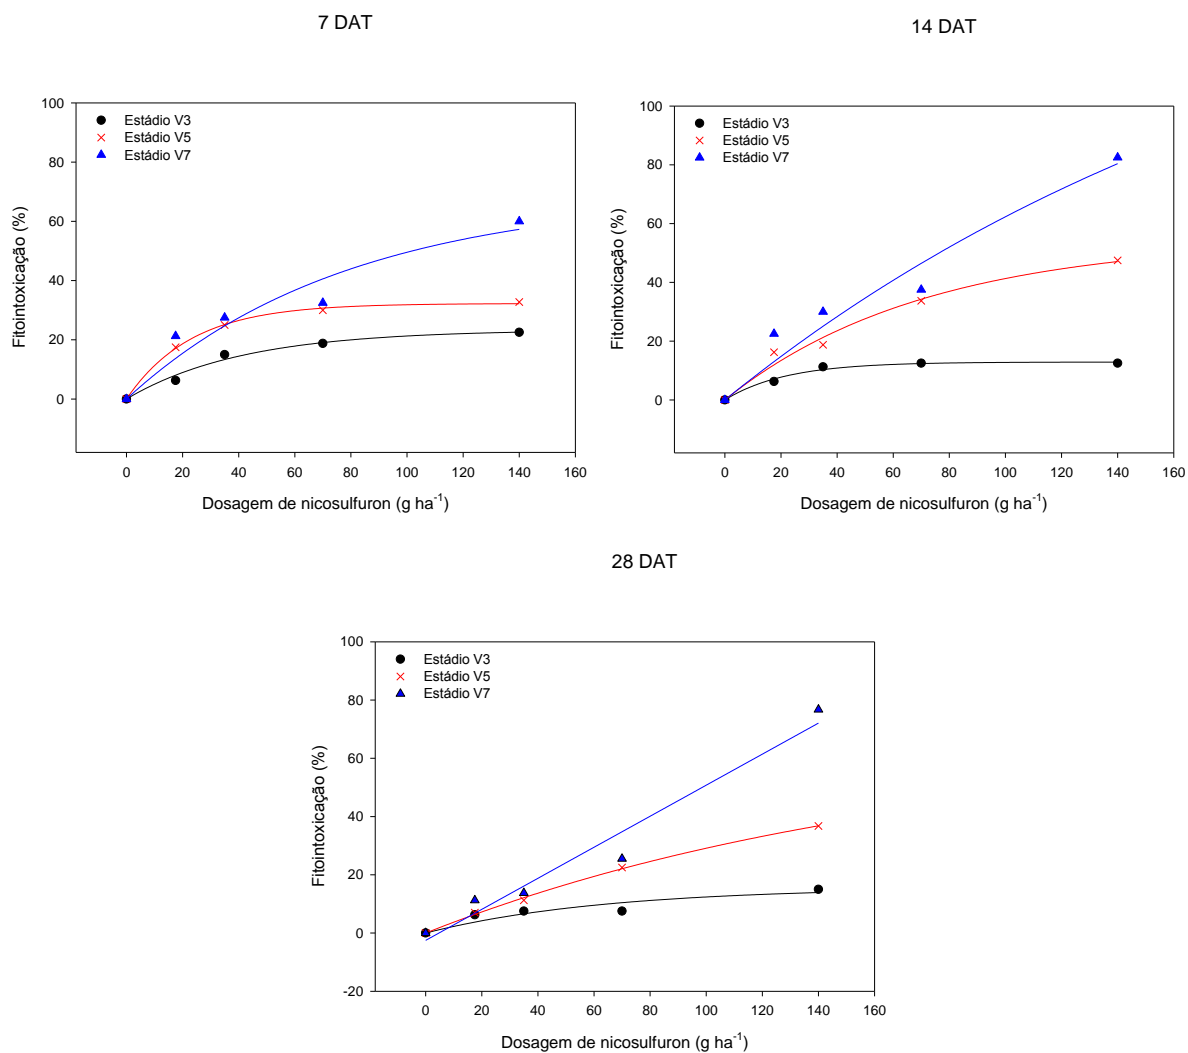 7 DAT
14 DAT
Fitointoxicação (%)
100
80
60
40
20
0
Estádio V3
Estádio V5
Estádio V7
0 20 40 60 80 100 120 140 160
Dosagem de nicosulfuron (g ha⁻¹)
Fitointoxicação (%)
100
80
60
40
20
0
Estádio V3
Estádio V5
Estádio V7
0 20 40 60 80 100 120 140 160
Dosagem de nicosulfuron (g ha⁻¹)
28 DAT
Fitointoxicação (%)
100
80
60
40
20
0
-20
Estádio V3
Estádio V5
Estádio V7
0 20 40 60 80 100 120 140 160
Dosagem de nicosulfuron (g ha⁻¹)